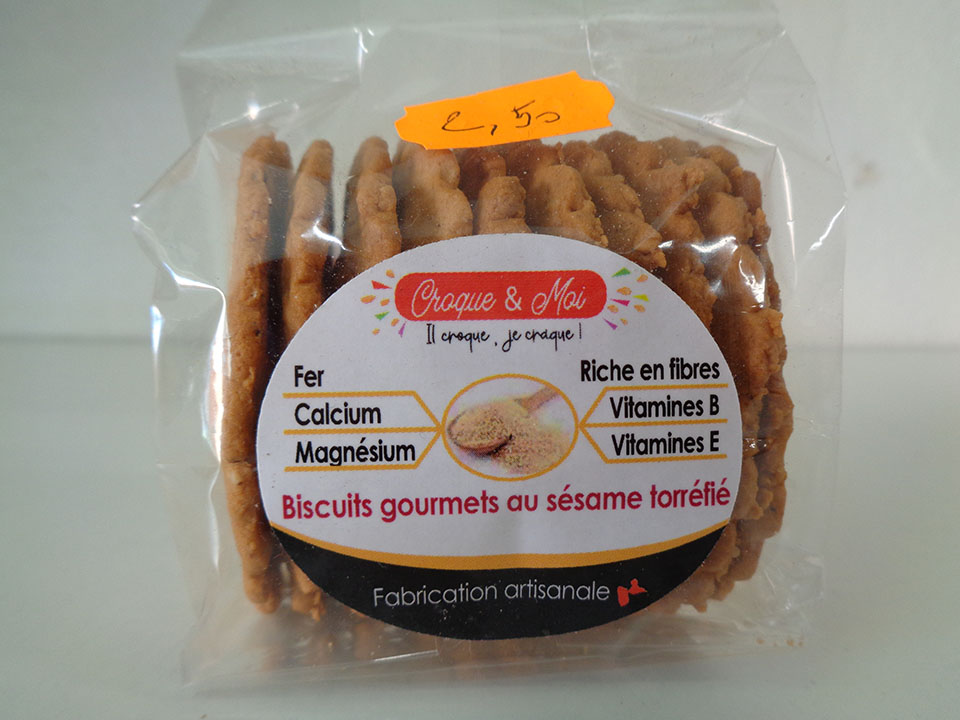 2,50
Croque & Moi
Il croque, je craque !
Fer
Calcium
Magnésium
Riche en fibres
Vitamines B
Vitamines E
Biscuits gourmets au sésame torréfié
Fabrication artisanale